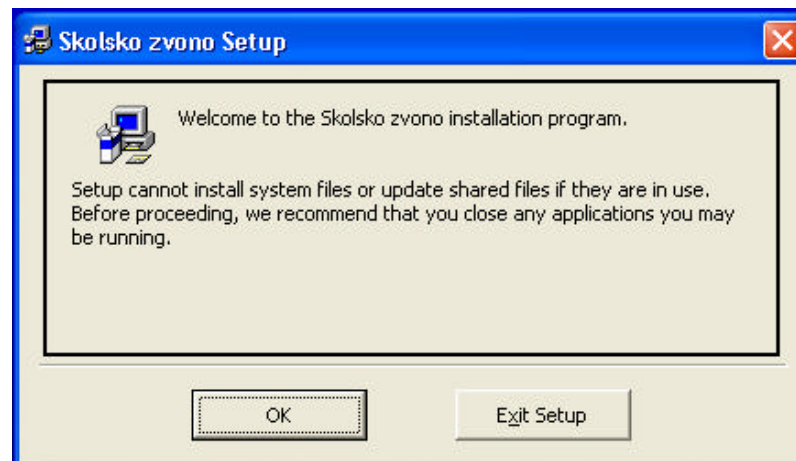 Skolsko zvono Setup
Welcome to the Skolsko zvono installation program.
Setup cannot install system files or update shared files if they are in use.
Before proceeding, we recommend that you close any applications you may
be running.
OK
Exit Setup